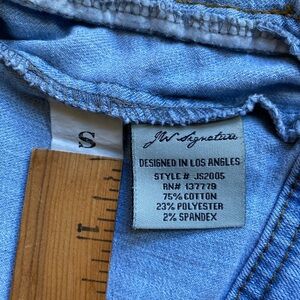 S
JW Signature
DESIGNED IN LOS ANGLES
STYLE # JS2005
RN# 137779
75% COTTON
23% POLYESTER
2% SPANDEX